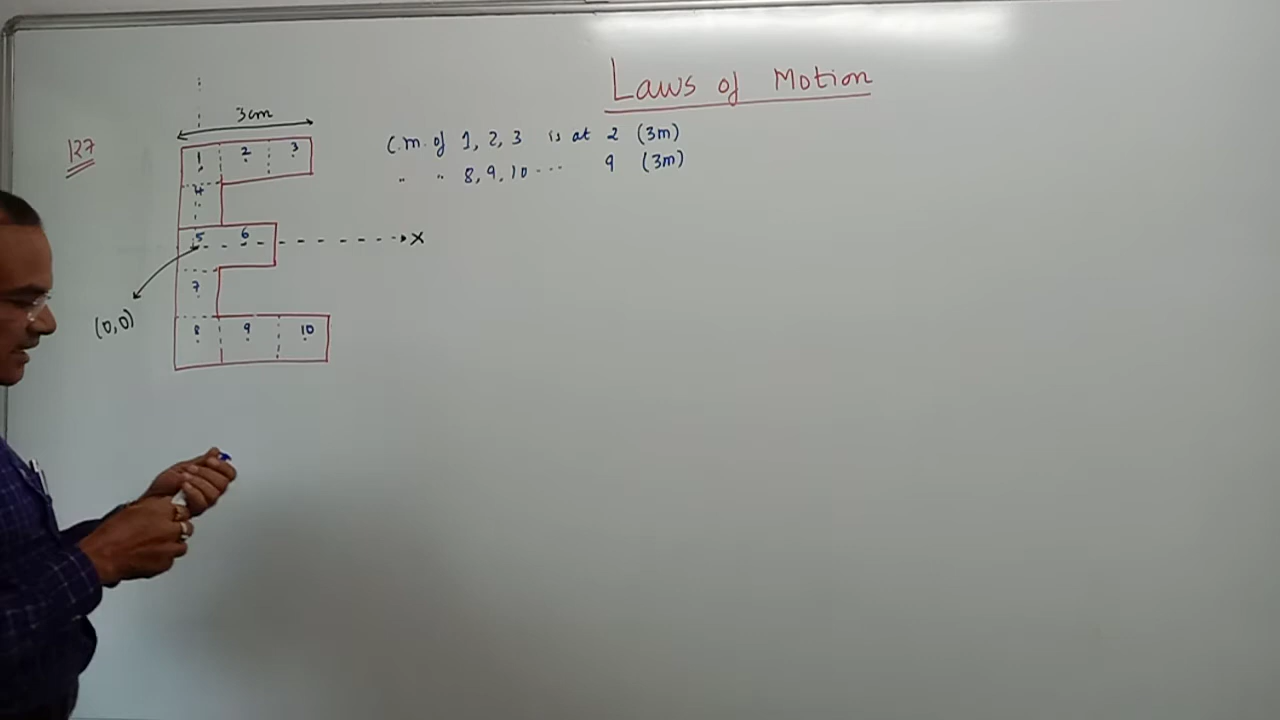 Laws of Motion
3cm
127
C.m. of 1, 2, 3 is at 2 (3m)
" " 8, 9, 10 ... 9 (3m)
1 2 3
4
5 6 X
7
(0,0)
8 9 10